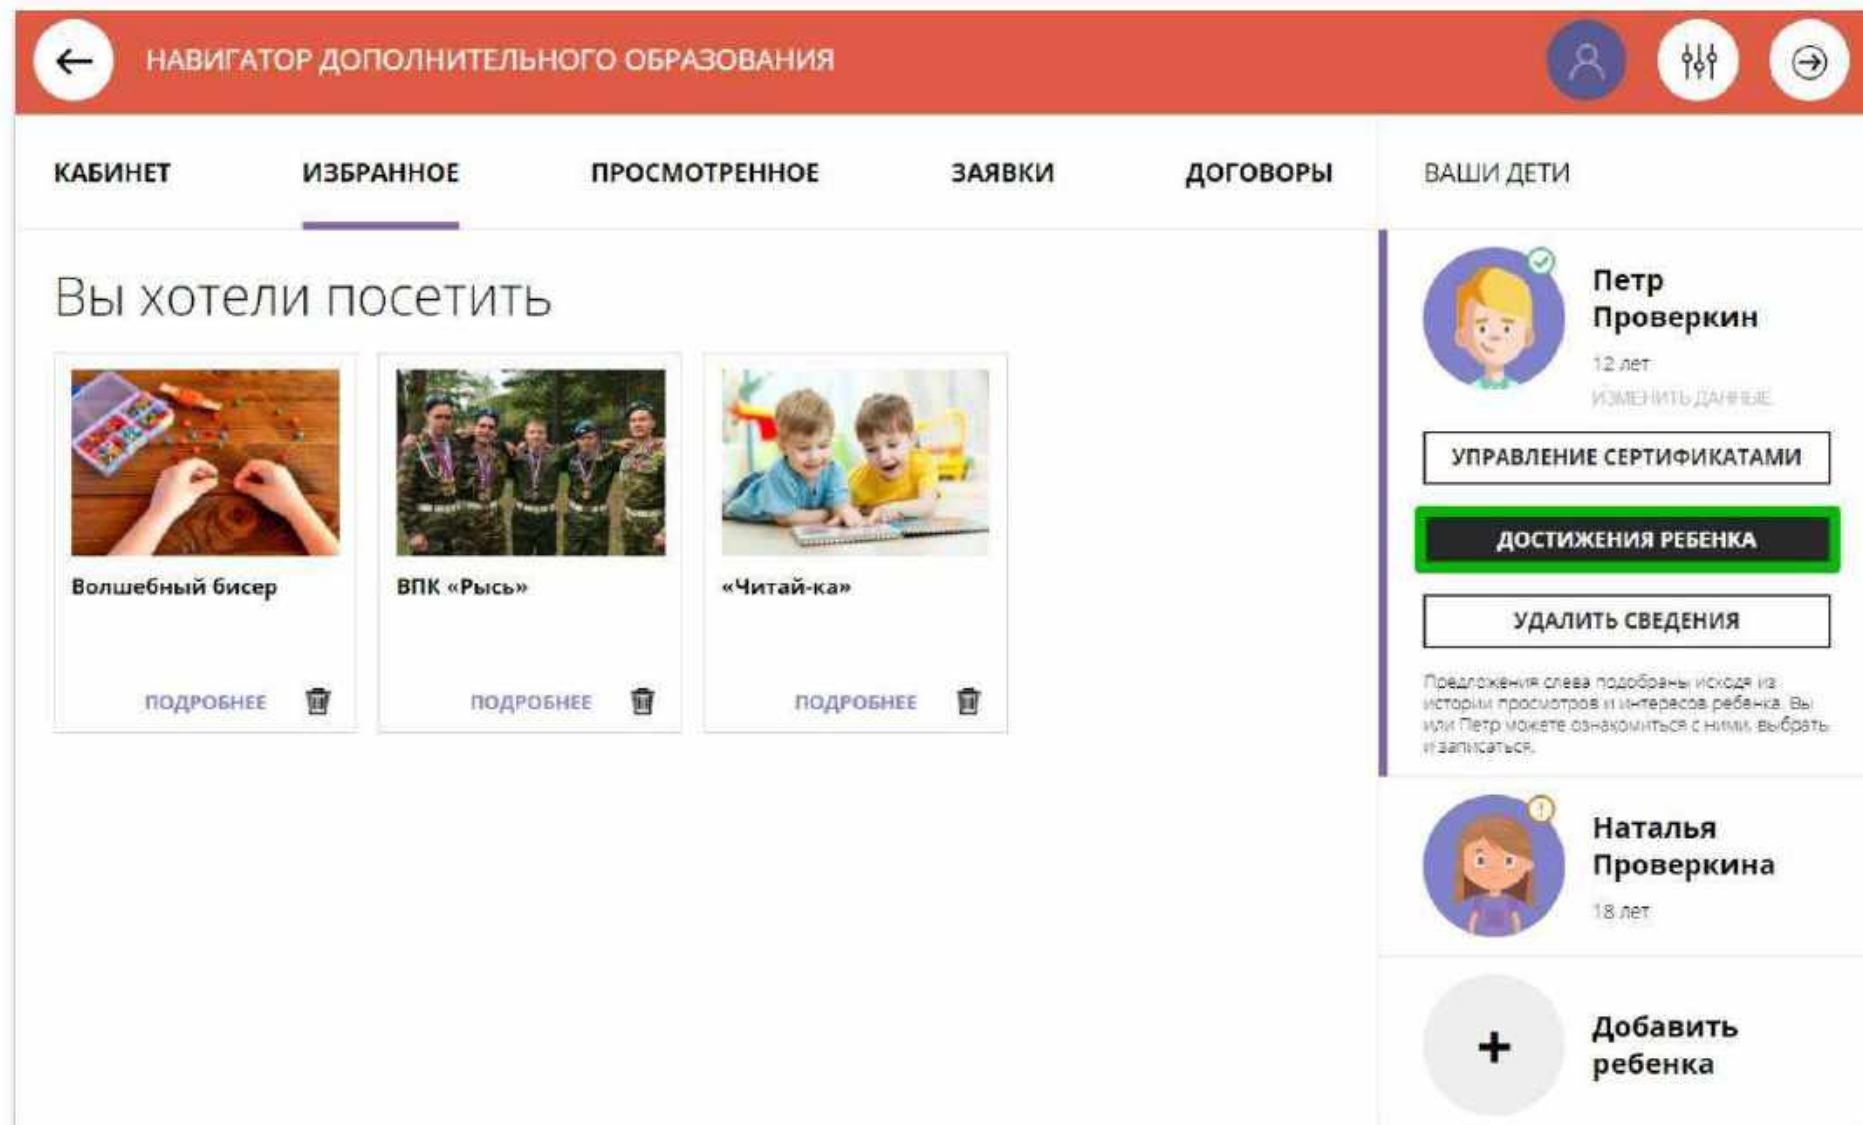 НАВИГАТОР ДОПОЛНИТЕЛЬНОГО ОБРАЗОВАНИЯ
КАБИНЕТ
ИЗБРАННОЕ
ПРОСМОТРЕННОЕ
ЗАЯВКИ
ДОГОВОРЫ
Вы хотели посетить
Волшебный бисер
ПОДРОБНЕЕ
ВПК «Рысь»
ПОДРОБНЕЕ
«Читай-ка»
ПОДРОБНЕЕ
ВАШИ ДЕТИ
Петр
Проверкин
12 лет
ИЗМЕНИТЬ ДАННЫЕ
УПРАВЛЕНИЕ СЕРТИФИКАТАМИ
ДОСТИЖЕНИЯ РЕБЕНКА
УДАЛИТЬ СВЕДЕНИЯ
Предложения слева подобраны исходя из
истории просмотров и интересов ребенка. Вы
или Петр можете ознакомиться с ними, выбрать
и записаться.
Наталья
Проверкина
18 лет
Добавить
ребенка